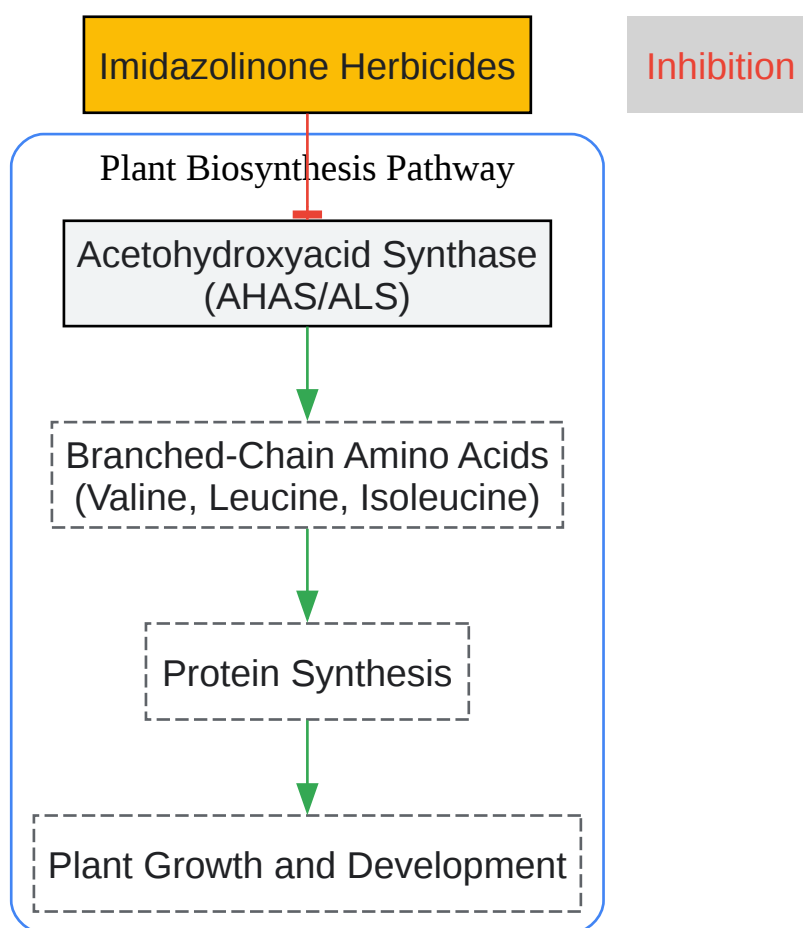 Imidazolinone Herbicides
Inhibition
Plant Biosynthesis Pathway
Acetohydroxyacid Synthase
(AHAS/ALS)
Branched-Chain Amino Acids
(Valine, Leucine, Isoleucine)
Protein Synthesis
Plant Growth and Development